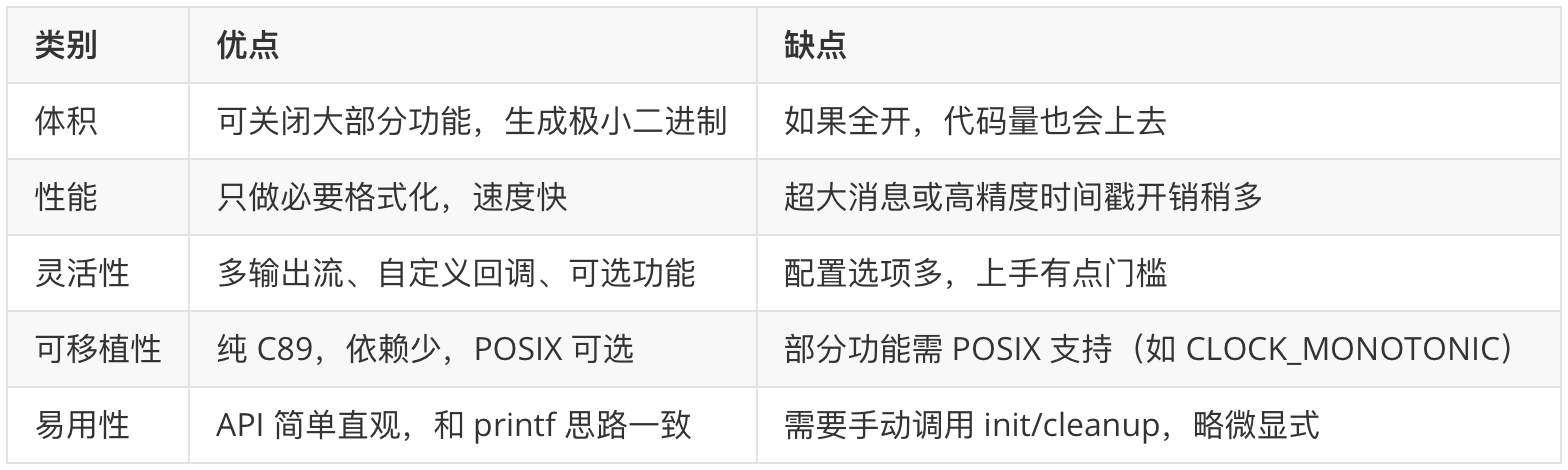 类别 优点 缺点
体积 可关闭大部分功能，生成极小二进制 如果全开，代码量也会上去
性能 只做必要格式化，速度快 超大消息或高精度时间戳开销稍多
灵活性 多输出流、自定义回调、可选功能 配置选项多，上手有点门槛
可移植性 纯 C89，依赖少，POSIX 可选 部分功能需 POSIX 支持（如 CLOCK_MONOTONIC）
易用性 API 简单直观，和 printf 思路一致 需要手动调用 init/cleanup，略微显式